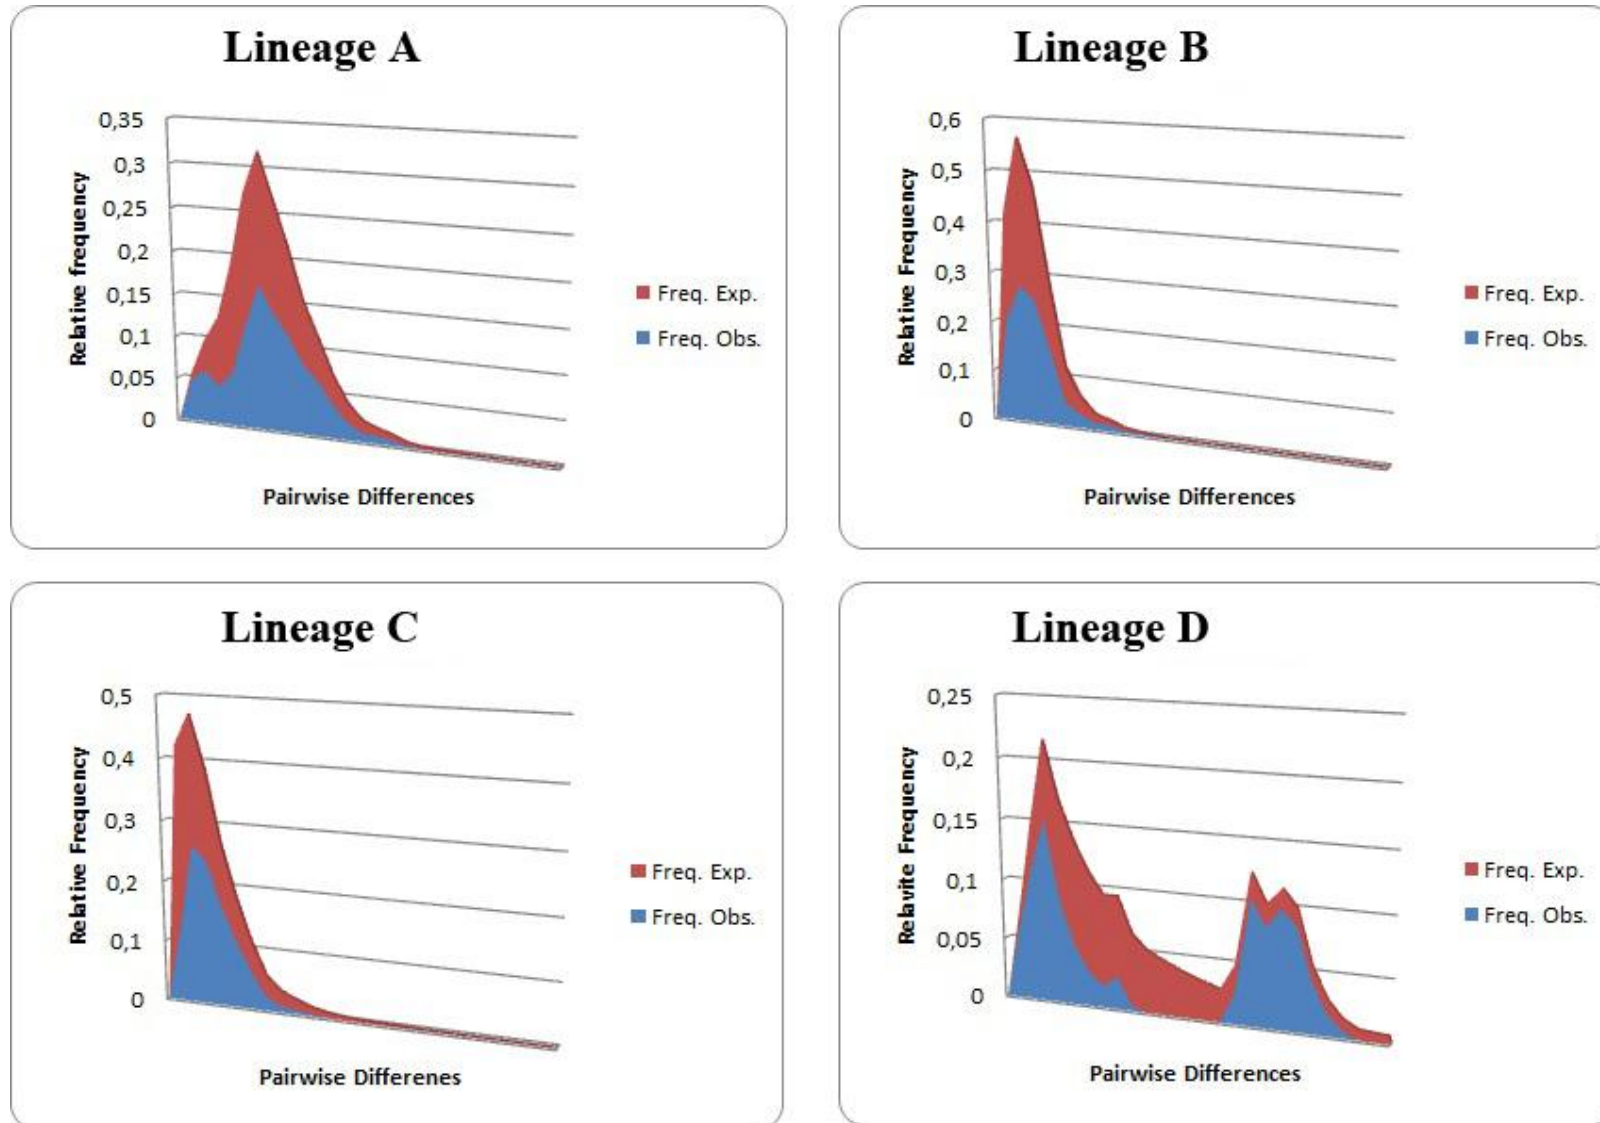 Lineage A
0,35
0,3
0,25
0,2
0,15
0,1
0,05
0
Relative frequency
Pairwise Differences
Freq. Exp.
Freq. Obs.
Lineage B
0,6
0,5
0,4
0,3
0,2
0,1
0
Relative Frequency
Pairwise Differences
Freq. Exp.
Freq. Obs.
Lineage C
0,5
0,4
0,3
0,2
0,1
0
Relative Frequency
Pairwise Differenes
Freq. Exp.
Freq. Obs.
Lineage D
0,25
0,2
0,15
0,1
0,05
0
Relavite Frequency
Pairwise Differences
Freq. Exp.
Freq. Obs.